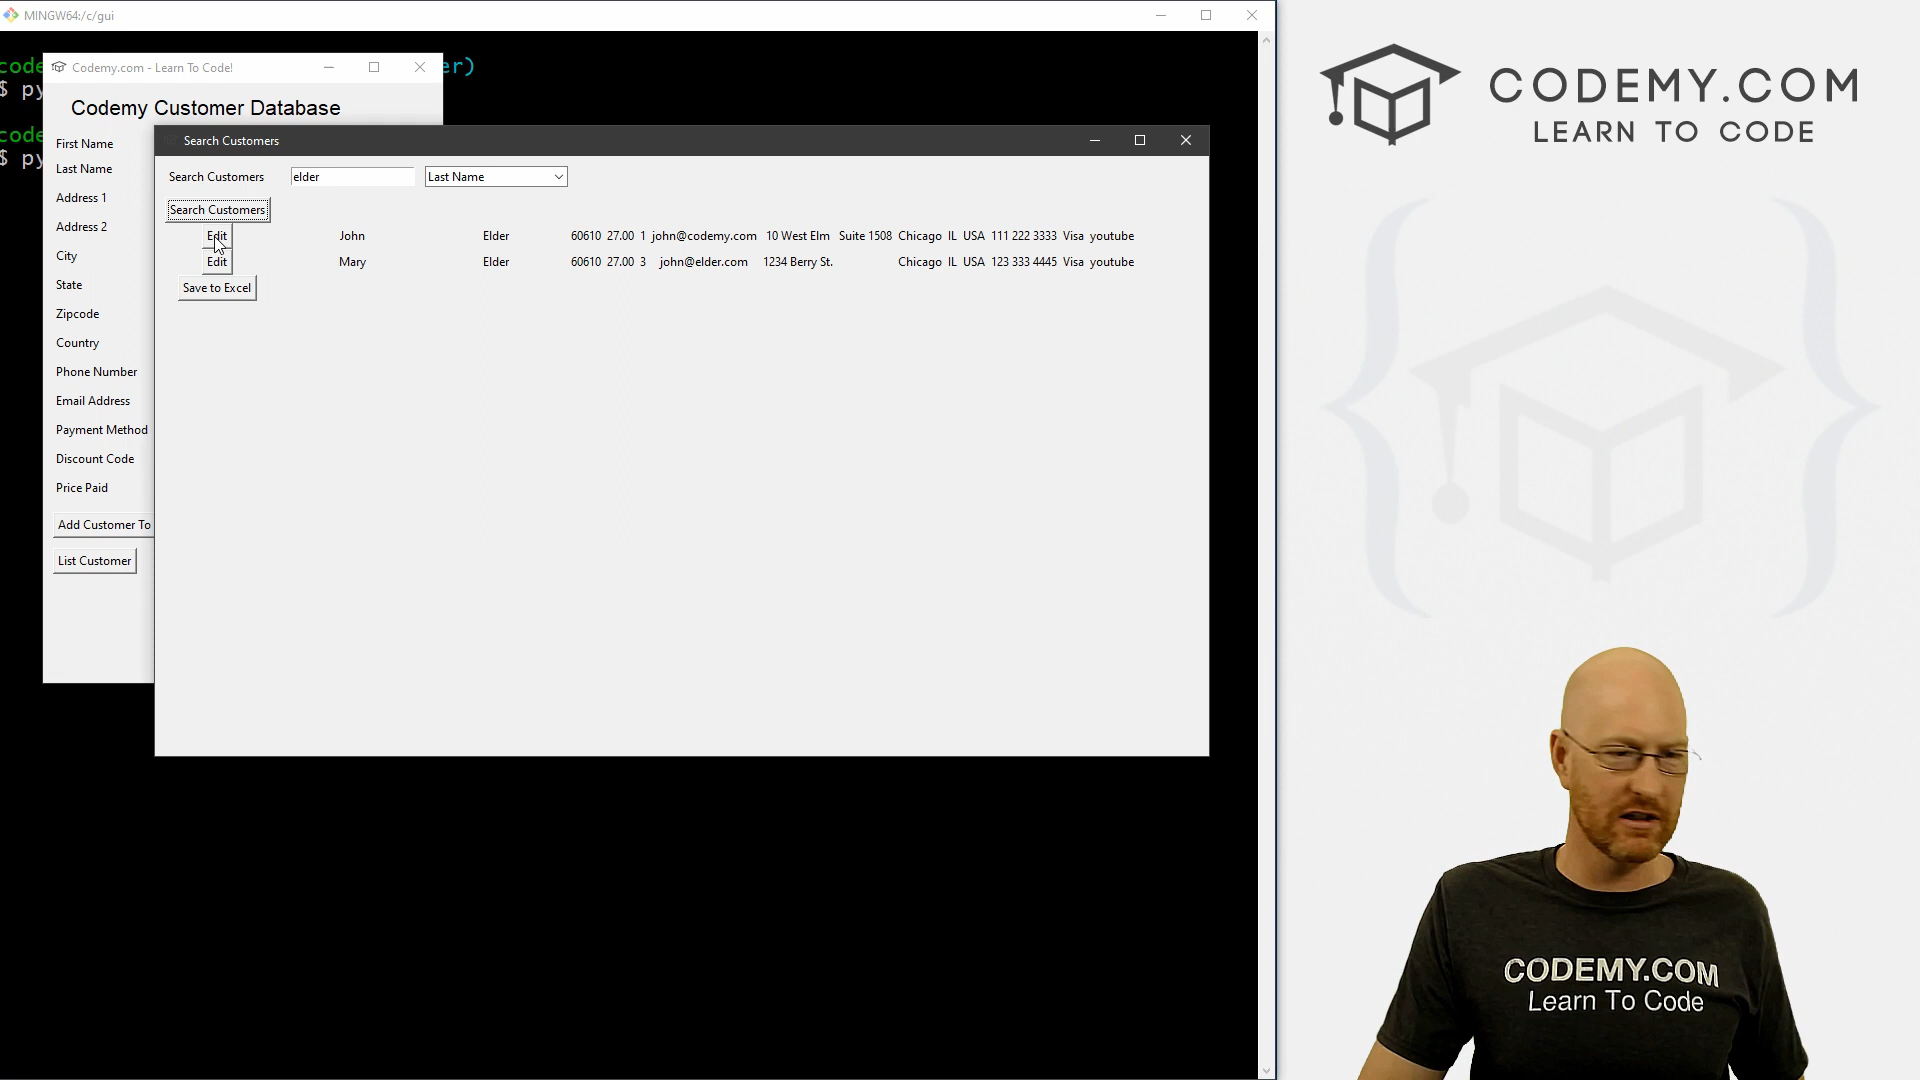 MINGW64:/c/gui
code
er)
$ py
code
$ py
Codemy.com - Learn To Code!
Codemy Customer Database
First Name
Last Name
Address 1
Address 2
City
State
Zipcode
Country
Phone Number
Email Address
Payment Method
Discount Code
Price Paid
Add Customer To
List Customer
Search Customers
Search Customers elder Last Name
Search Customers
Edit John Elder 60610 27.00 1 john@codemy.com 10 West Elm Suite 1508 Chicago IL USA 111 222 3333 Visa youtube
Edit Mary Elder 60610 27.00 3 john@elder.com 1234 Berry St. Chicago IL USA 123 333 4445 Visa youtube
Save to Excel
CODEMY.COM
LEARN TO CODE
CODEMY.COM
Learn To Code